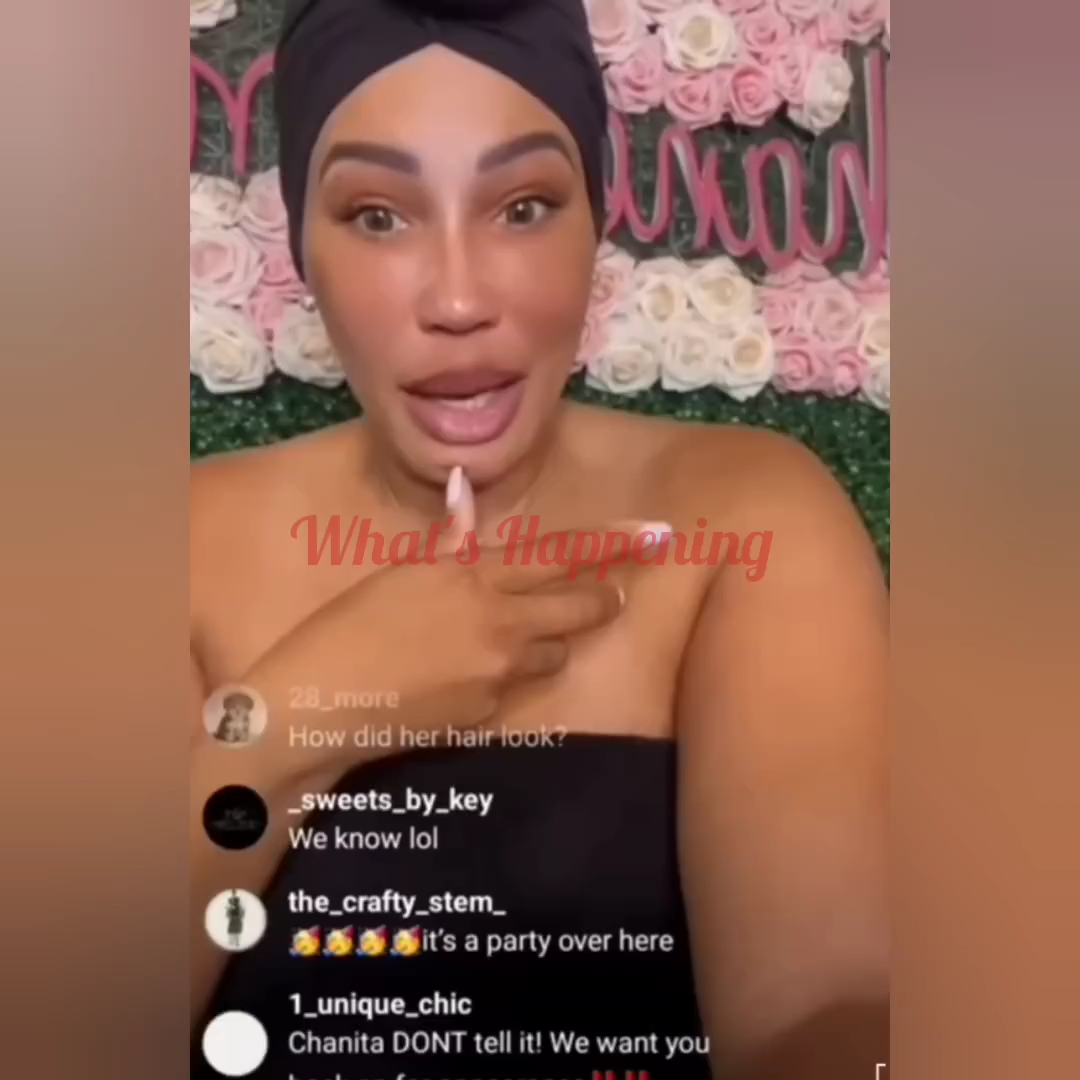 What's Happening
28_more
How did her hair look?
_sweets_by_key
We know lol
the_crafty_stem_
🥳🥳🥳🥳it's a party over here
1_unique_chic
Chanita DONT tell it! We want you